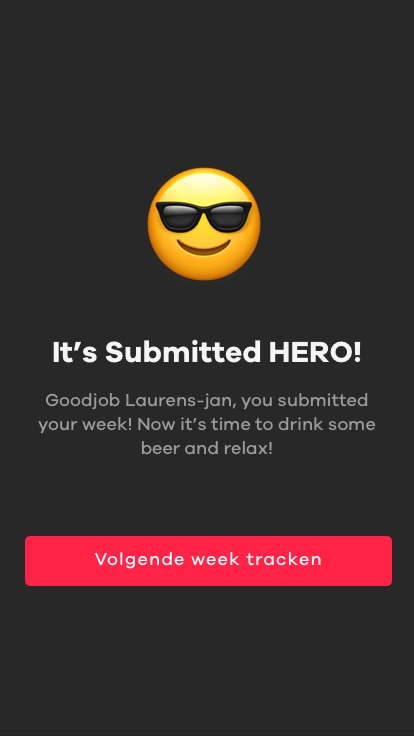 It’s Submitted HERO!
Goodjob Laurens-jan, you submitted
your week! Now it’s time to drink some
beer and relax!
Volgende week tracken